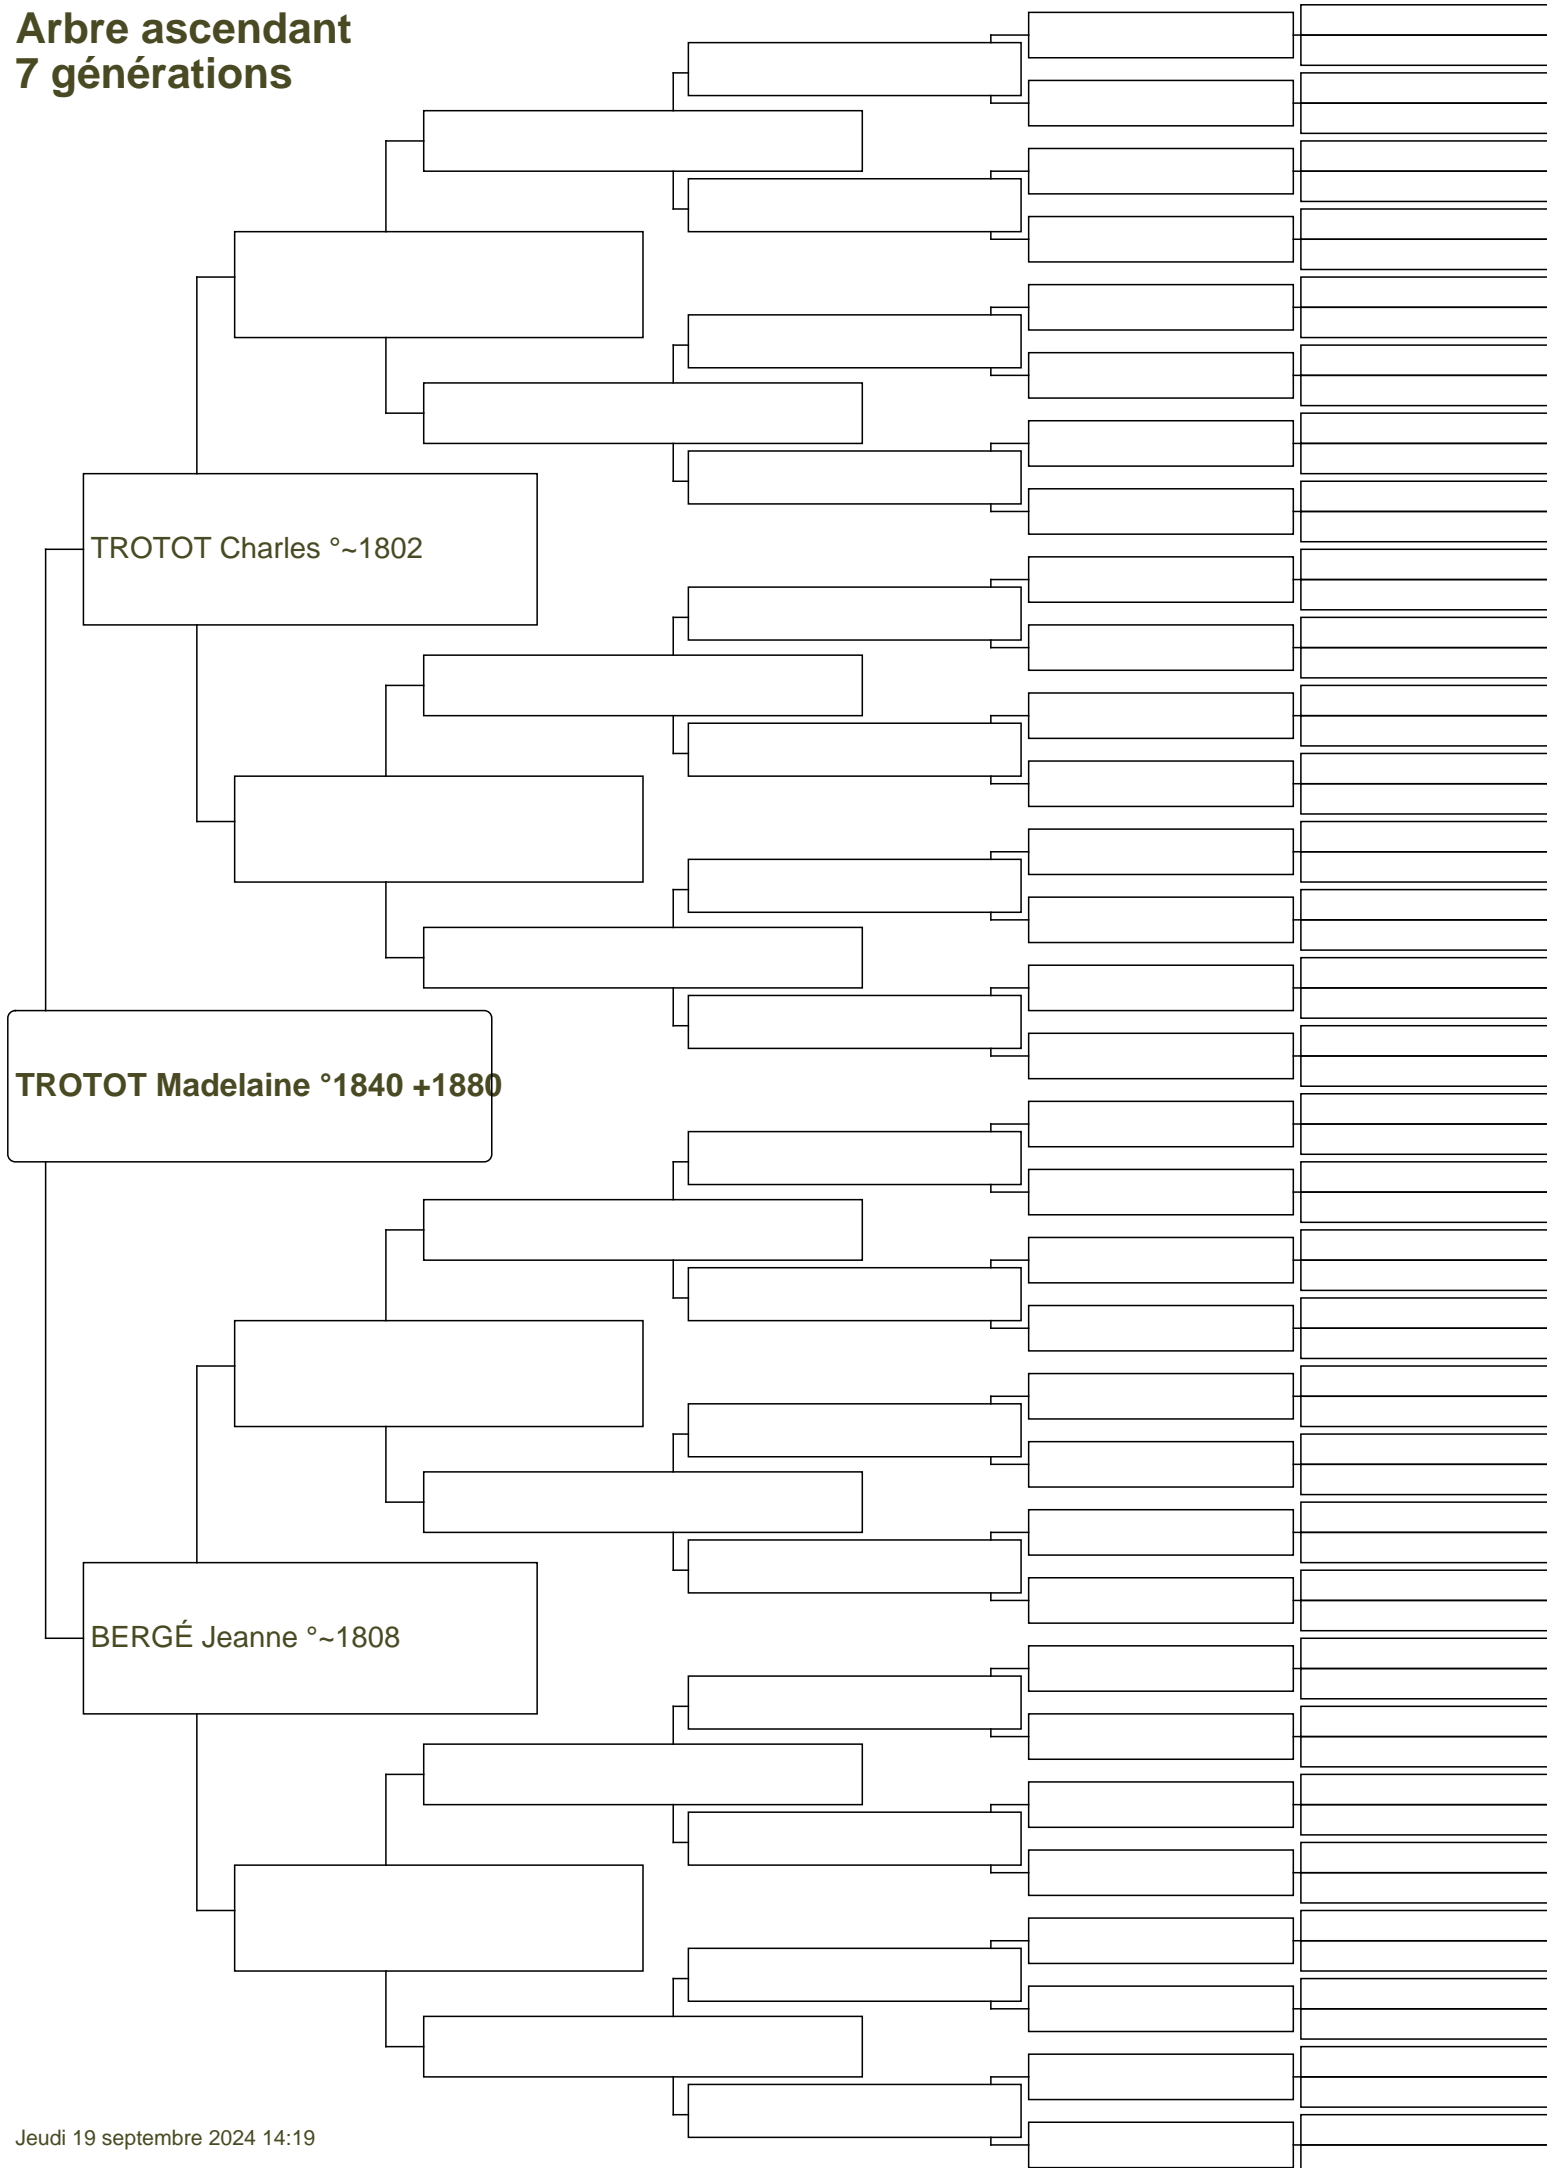 Arbre ascendant
7 générations
TROTOT Charles °~1802
TROTOT Madelaine °1840 +1880
BERGÉ Jeanne °~1808
Jeudi 19 septembre 2024 14:19